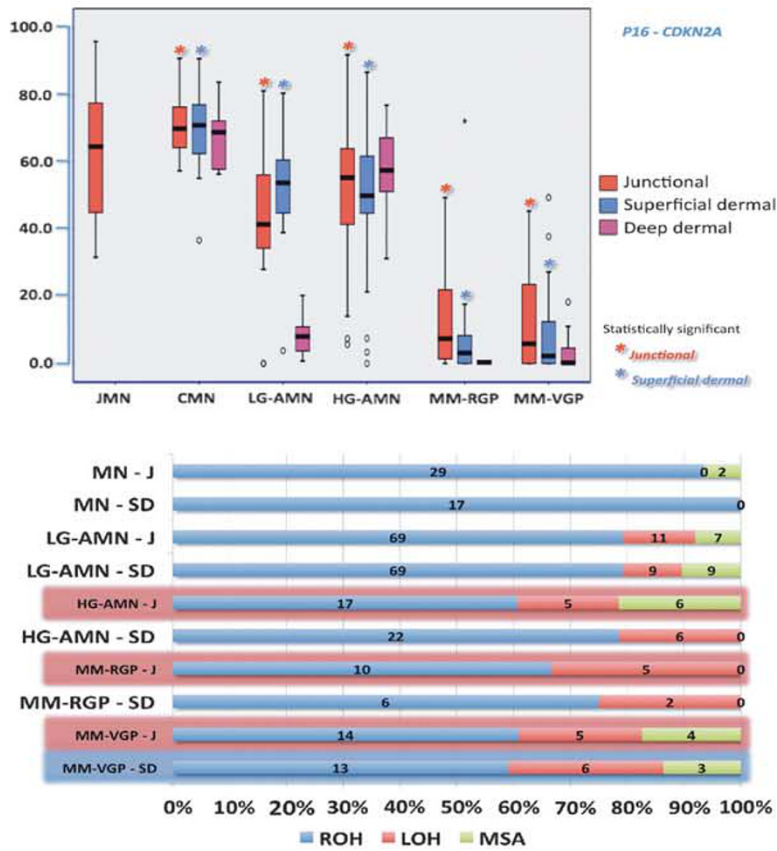 P16 - CDKN2A
100.0
80.0
60.0
40.0
20.0
0.0
JMN CMN LG-AMN HG-AMN MM-RGP MM-VGP
Junctional
Superficial dermal
Deep dermal
Statistically significant
* Junctional
* Superficial dermal
MN - J 29 0 2
MN - SD 17 0
LG-AMN - J 69 11 7
LG-AMN - SD 69 9 9
HG-AMN - J 17 5 6
HG-AMN - SD 22 6 0
MM-RGP - J 10 5 0
MM-RGP - SD 6 2 0
MM-VGP - J 14 5 4
MM-VGP - SD 13 6 3
0% 10% 20% 30% 40% 50% 60% 70% 80% 90% 100%
ROH LOH MSA